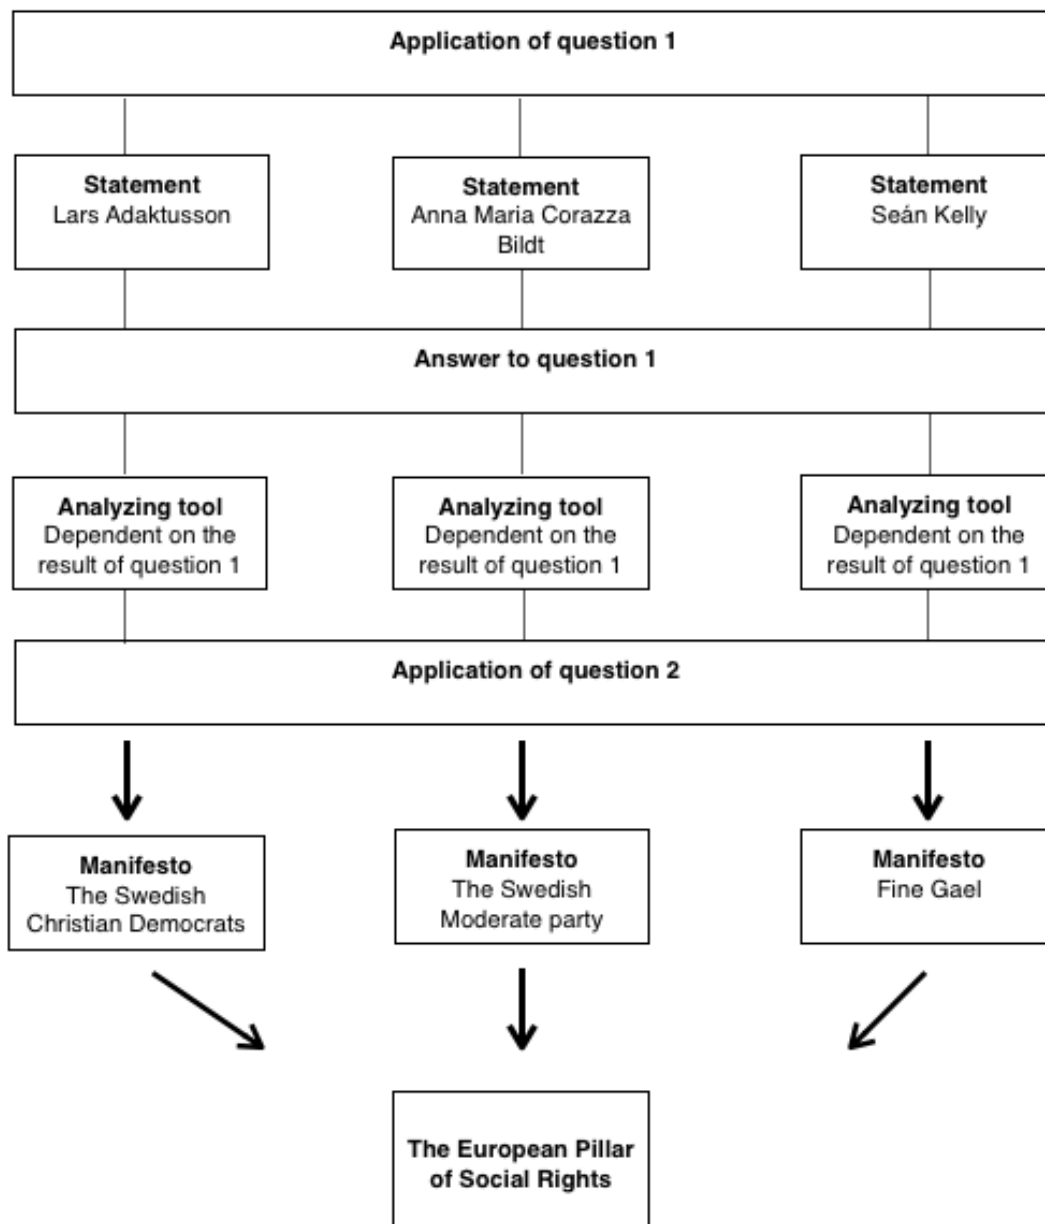 Application of question 1
Statement
Lars Adaktusson
Statement
Anna Maria Corazza
Bildt
Statement
Seán Kelly
Answer to question 1
Analyzing tool
Dependent on the
result of question 1
Analyzing tool
Dependent on the
result of question 1
Analyzing tool
Dependent on the
result of question 1
Application of question 2
Manifesto
The Swedish
Christian Democrats
Manifesto
The Swedish
Moderate party
Manifesto
Fine Gael
The European Pillar
of Social Rights